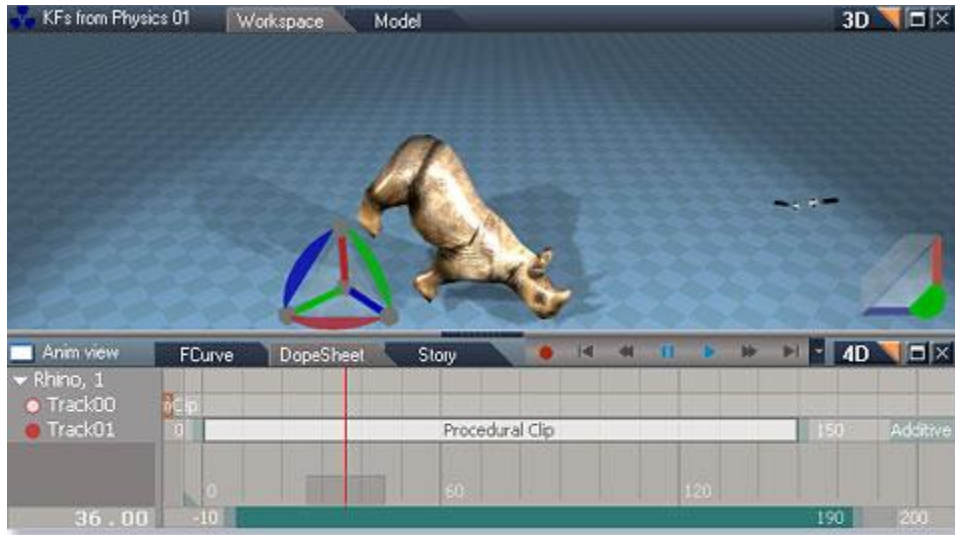 KFs from Physics 01 Workspace Model 3D
Anim view FCurve DopeSheet Story 4D
Rhino, 1
Track00
Track01 0 Procedural Clip 150 Additive
0 60 120
36.00 -10 190 200